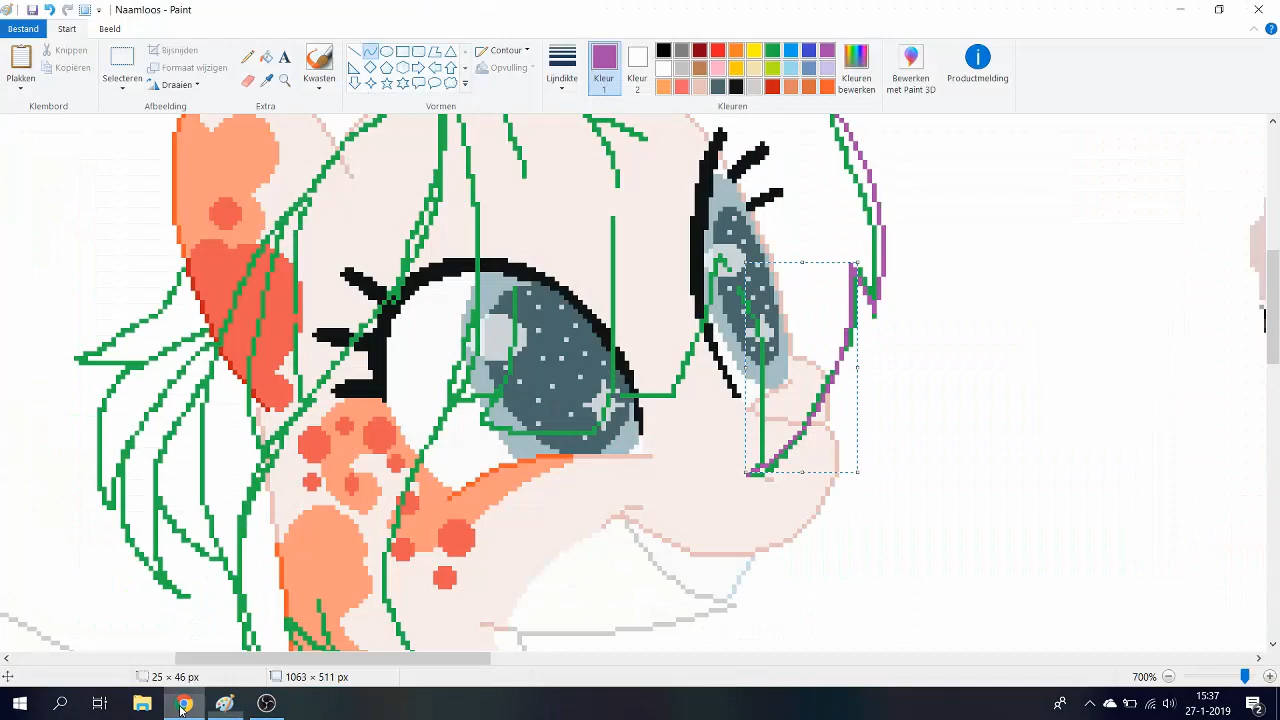 Naamloos - Paint
Bestand Start Beeld
Plakken
Knippen
Kopiëren
Klembord
Selecteren
Bijsnijden
Formaat wijzigen
Draaien
Afbeelding
A
Extra
Kwasten
Contour
Opvulling
Vormen
Lijndikte
Kleur
1
Kleur
2
Kleuren
bewerken
Kleuren
Bewerken
met Paint 3D
Productmelding
25 × 46 px
1063 × 511 px
700%
15:37
27-1-2019
2